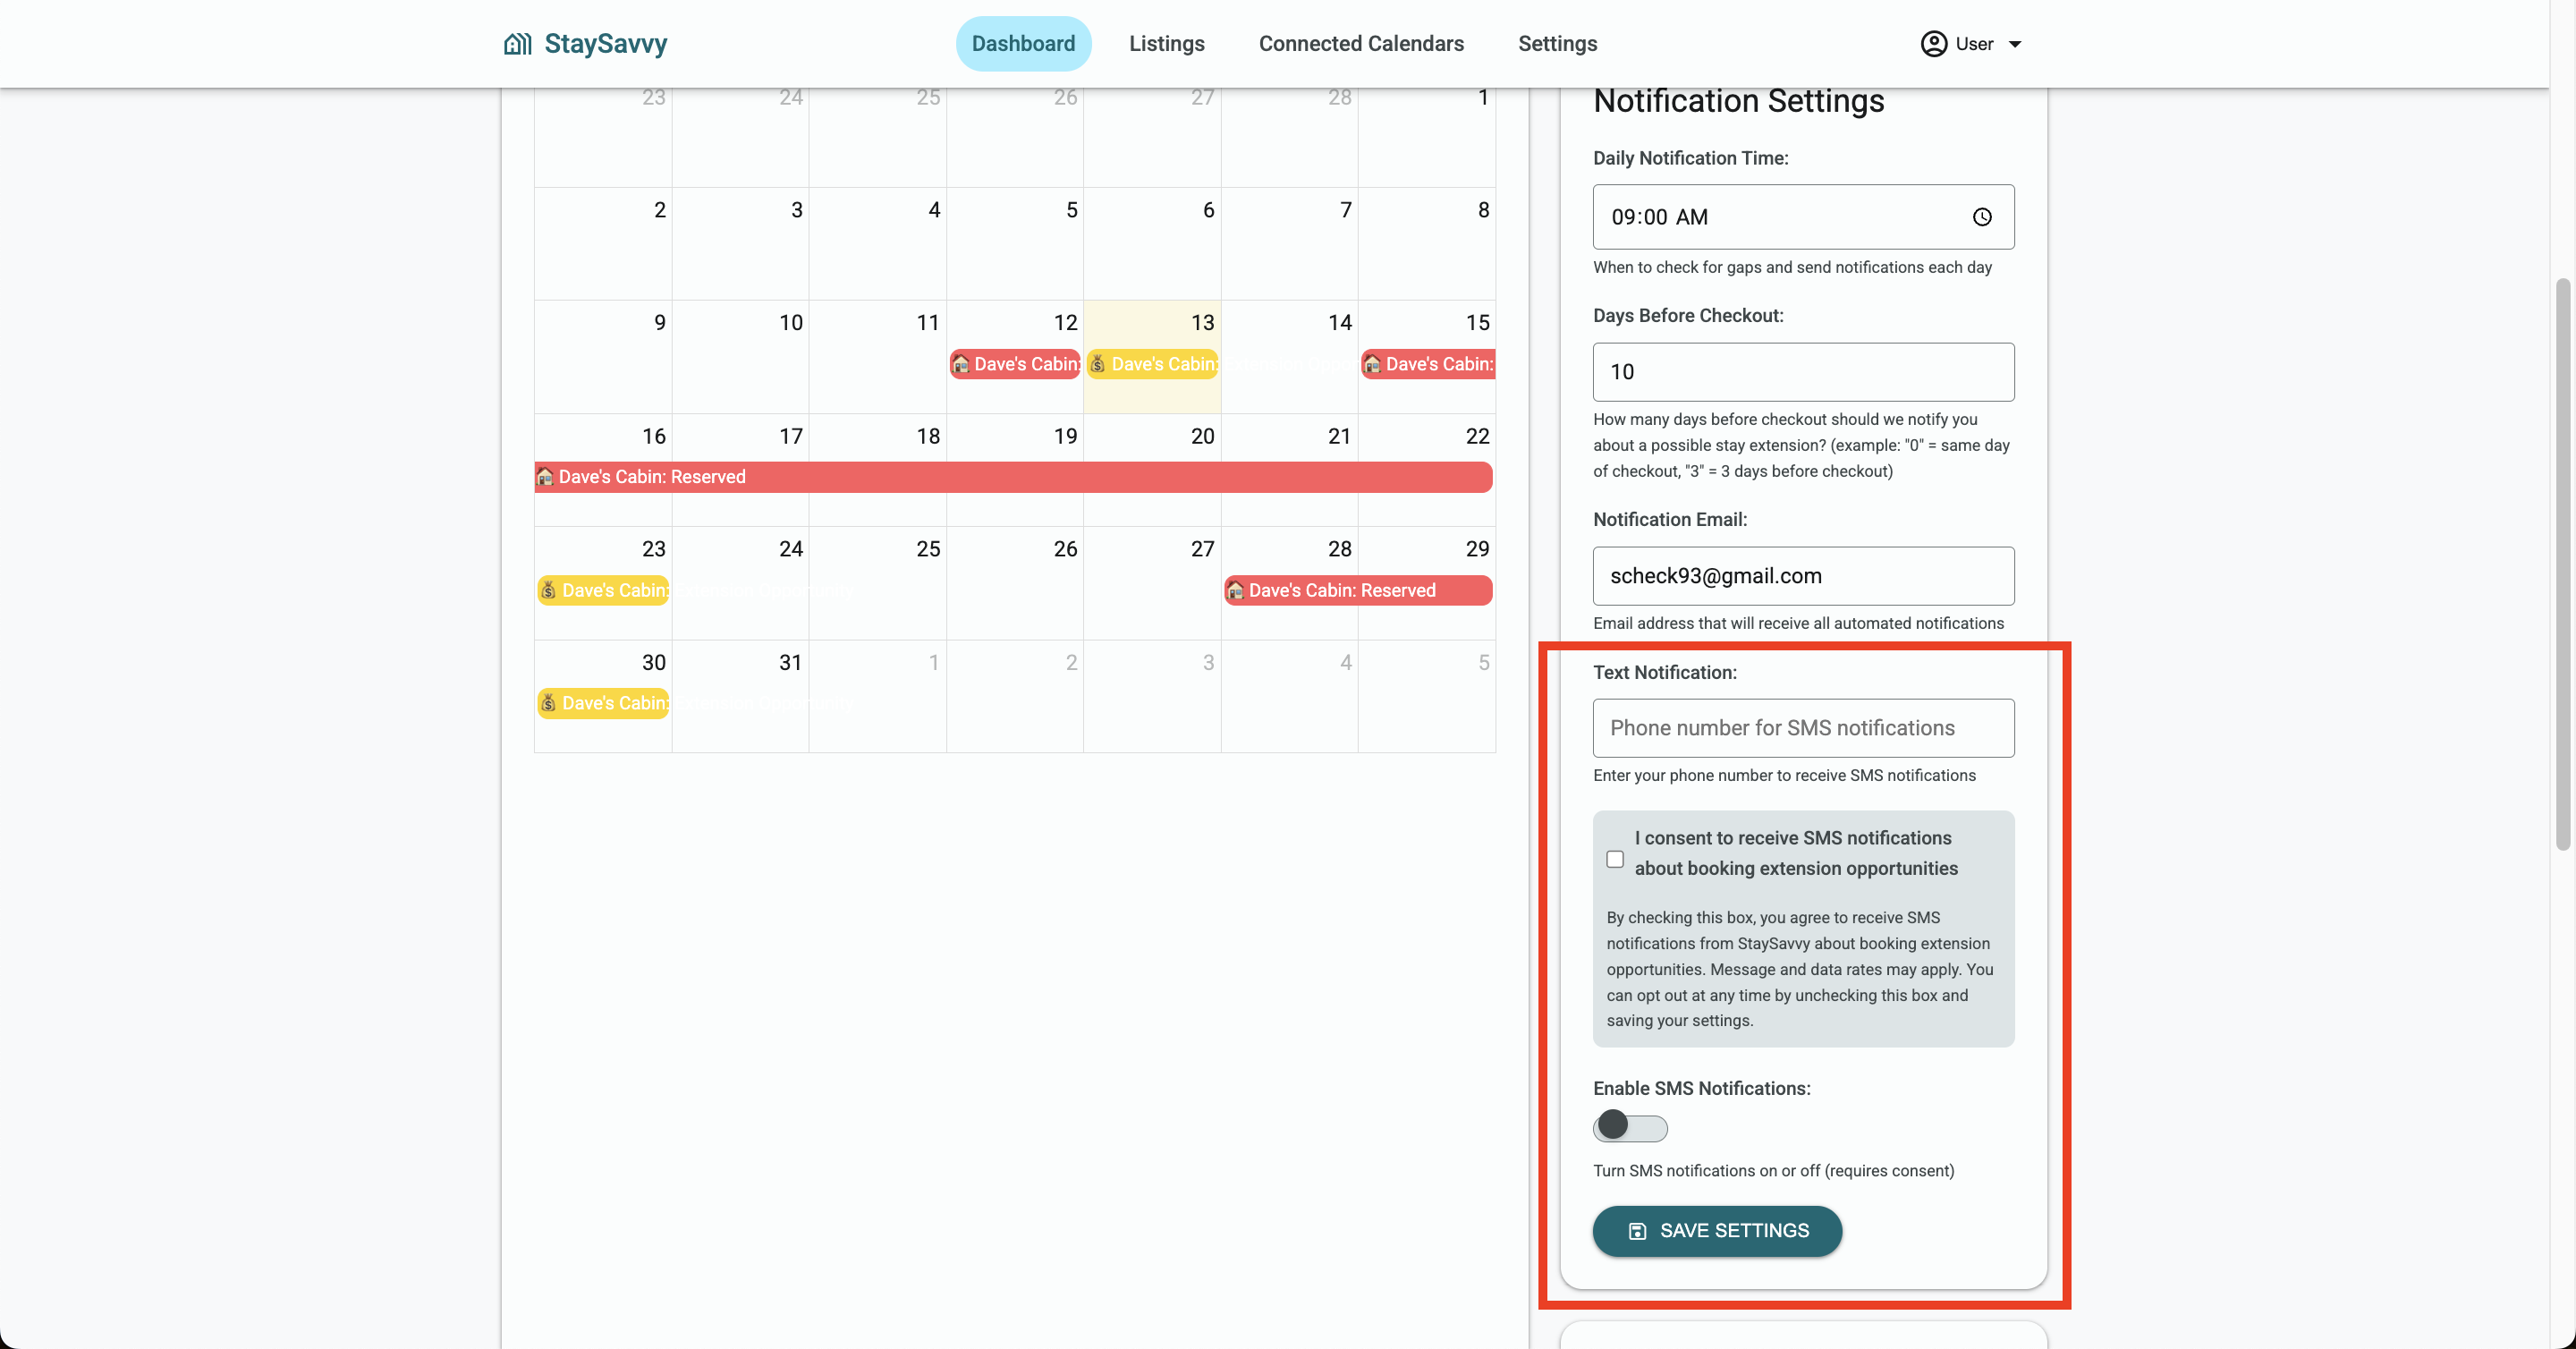 StaySavvy
Dashboard
Listings
Connected Calendars
Settings
User
23 24 25 26 27 28 1
2 3 4 5 6 7 8
9 10 11 12 13 14 15
Dave's Cabin: Dave's Cabin: Extension Oppor Dave's Cabin:
16 17 18 19 20 21 22
Dave's Cabin: Reserved
23 24 25 26 27 28 29
Dave's Cabin: Extension Opportunity Dave's Cabin: Reserved
30 31 1 2 3 4 5
Dave's Cabin: Extension Opportunity
Notification Settings
Daily Notification Time:
09:00 AM
When to check for gaps and send notifications each day
Days Before Checkout:
10
How many days before checkout should we notify you
about a possible stay extension? (example: "0" = same day
of checkout, "3" = 3 days before checkout)
Notification Email:
scheck93@gmail.com
Email address that will receive all automated notifications
Text Notification:
Phone number for SMS notifications
Enter your phone number to receive SMS notifications
I consent to receive SMS notifications
about booking extension opportunities
By checking this box, you agree to receive SMS
notifications from StaySavvy about booking extension
opportunities. Message and data rates may apply. You
can opt out at any time by unchecking this box and
saving your settings.
Enable SMS Notifications:
Turn SMS notifications on or off (requires consent)
SAVE SETTINGS